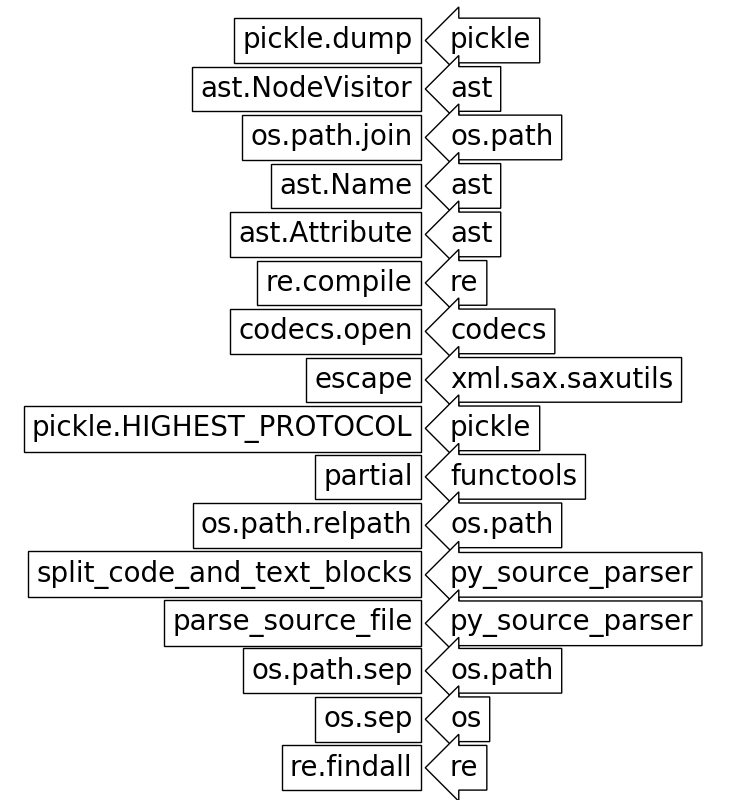 pickle.dump pickle
ast.NodeVisitor ast
os.path.join os.path
ast.Name ast
ast.Attribute ast
re.compile re
codecs.open codecs
escape xml.sax.saxutils
pickle.HIGHEST_PROTOCOL pickle
partial functools
os.path.relpath os.path
split_code_and_text_blocks py_source_parser
parse_source_file py_source_parser
os.path.sep os.path
os.sep os
re.findall re